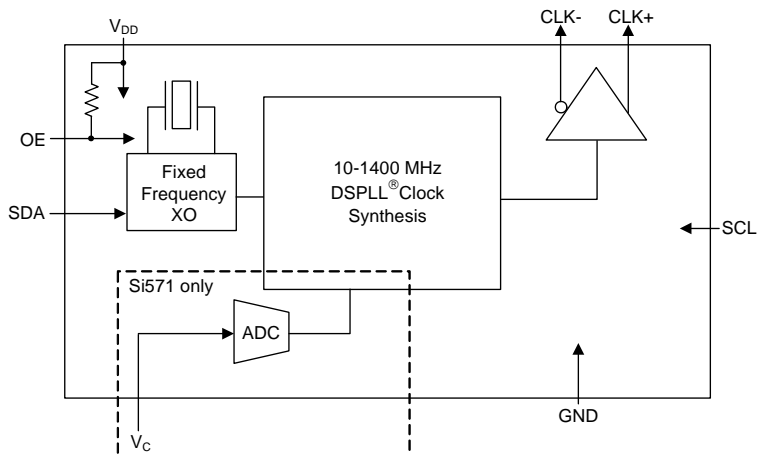 CLK- CLK+
VDD
OE
Fixed
Frequency
XO
10-1400 MHz
DSPLL®Clock
Synthesis
SDA
SCL
Si571 only
ADC
GND
VC